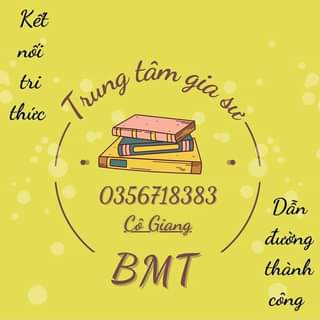 Kết
nối
tri
thức
Trung tâm gia sư
0356718383
Cô Giang
BMT
Dẫn
đường
thành
công